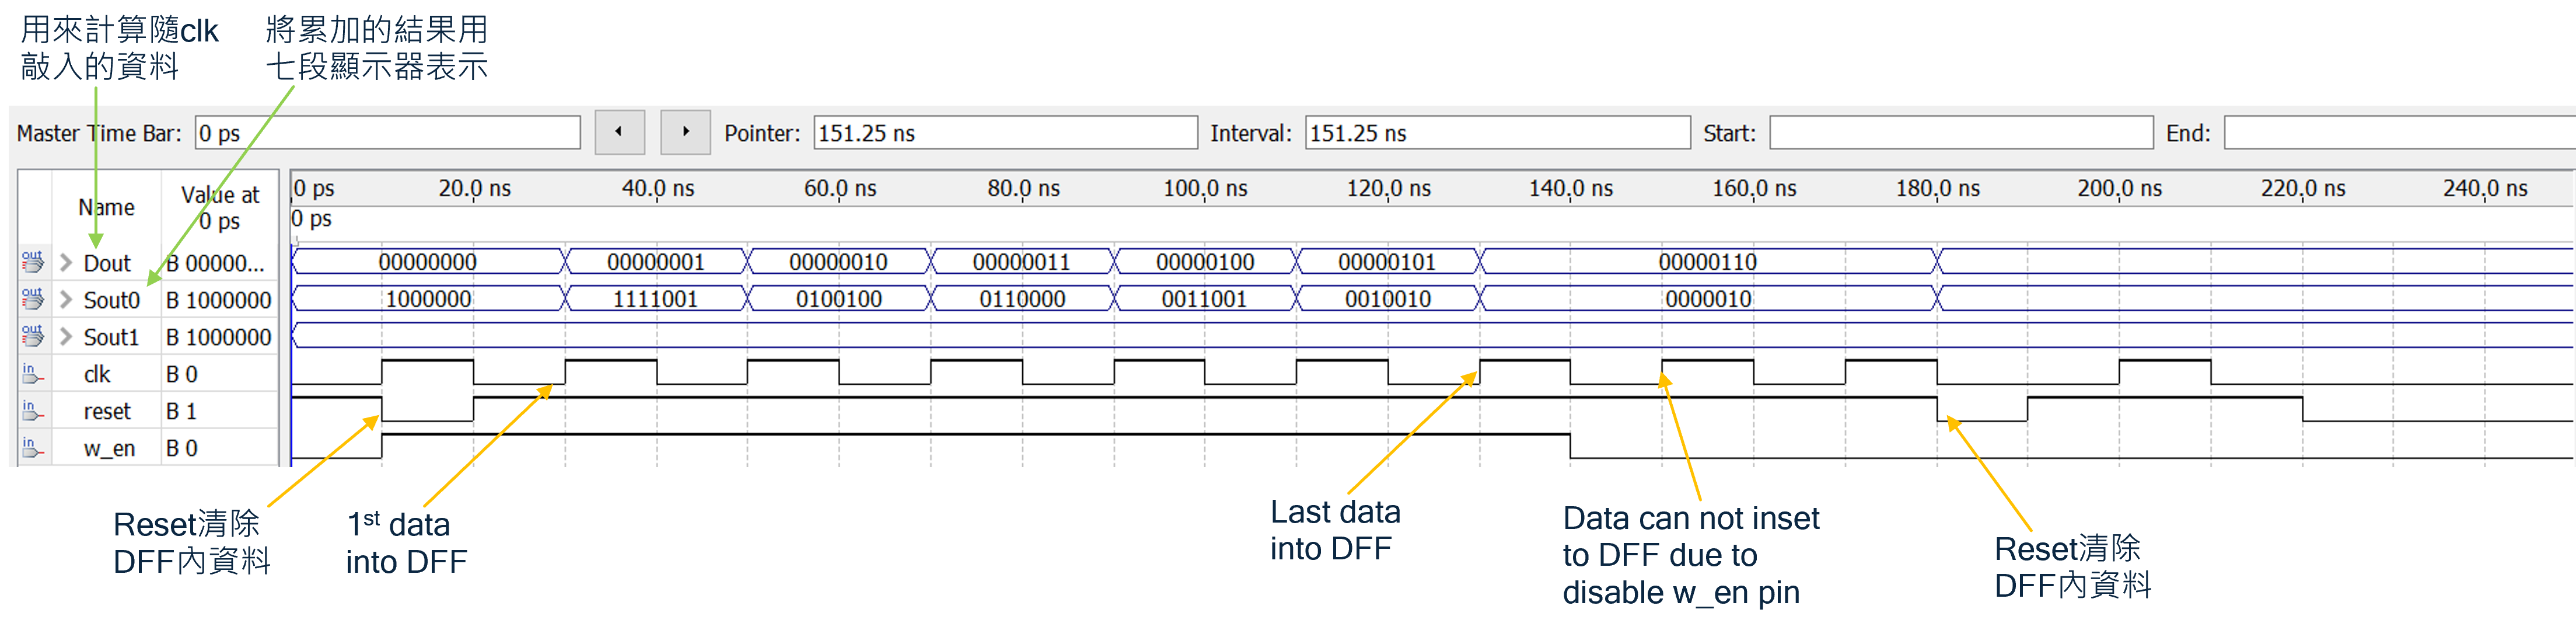 用來計算隨clk
敲入的資料
將累加的結果用
七段顯示器表示
Master Time Bar: 0 ps Pointer: 151.25 ns Interval: 151.25 ns Start: End:
Name
Value at
0 ps
0 ps 20.0 ns 40.0 ns 60.0 ns 80.0 ns 100.0 ns 120.0 ns 140.0 ns 160.0 ns 180.0 ns 200.0 ns 220.0 ns 240.0 ns
0 ps
out Dout B 00000... 00000000 00000001 00000010 00000011 00000100 00000101 00000110
out Sout0 B 1000000 1000000 1111001 0100100 0110000 0011001 0010010 0000010
out Sout1 B 1000000
in clk B 0
in reset B 1
in w_en B 0
Reset清除
DFF內資料
1st data
into DFF
Last data
into DFF
Data can not inset
to DFF due to
disable w_en pin
Reset清除
DFF內資料